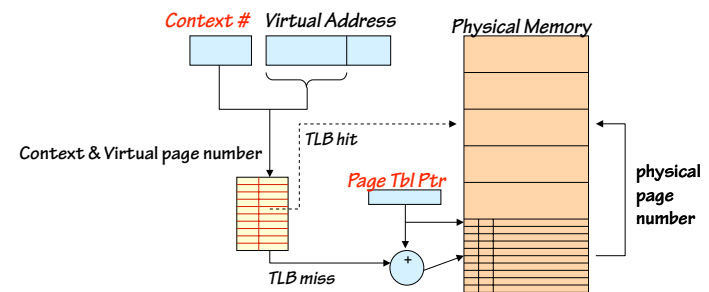 Context # Virtual Address
Physical Memory
TLB hit
Context & Virtual page number
Page Tbl Ptr
physical
page
number
+
TLB miss